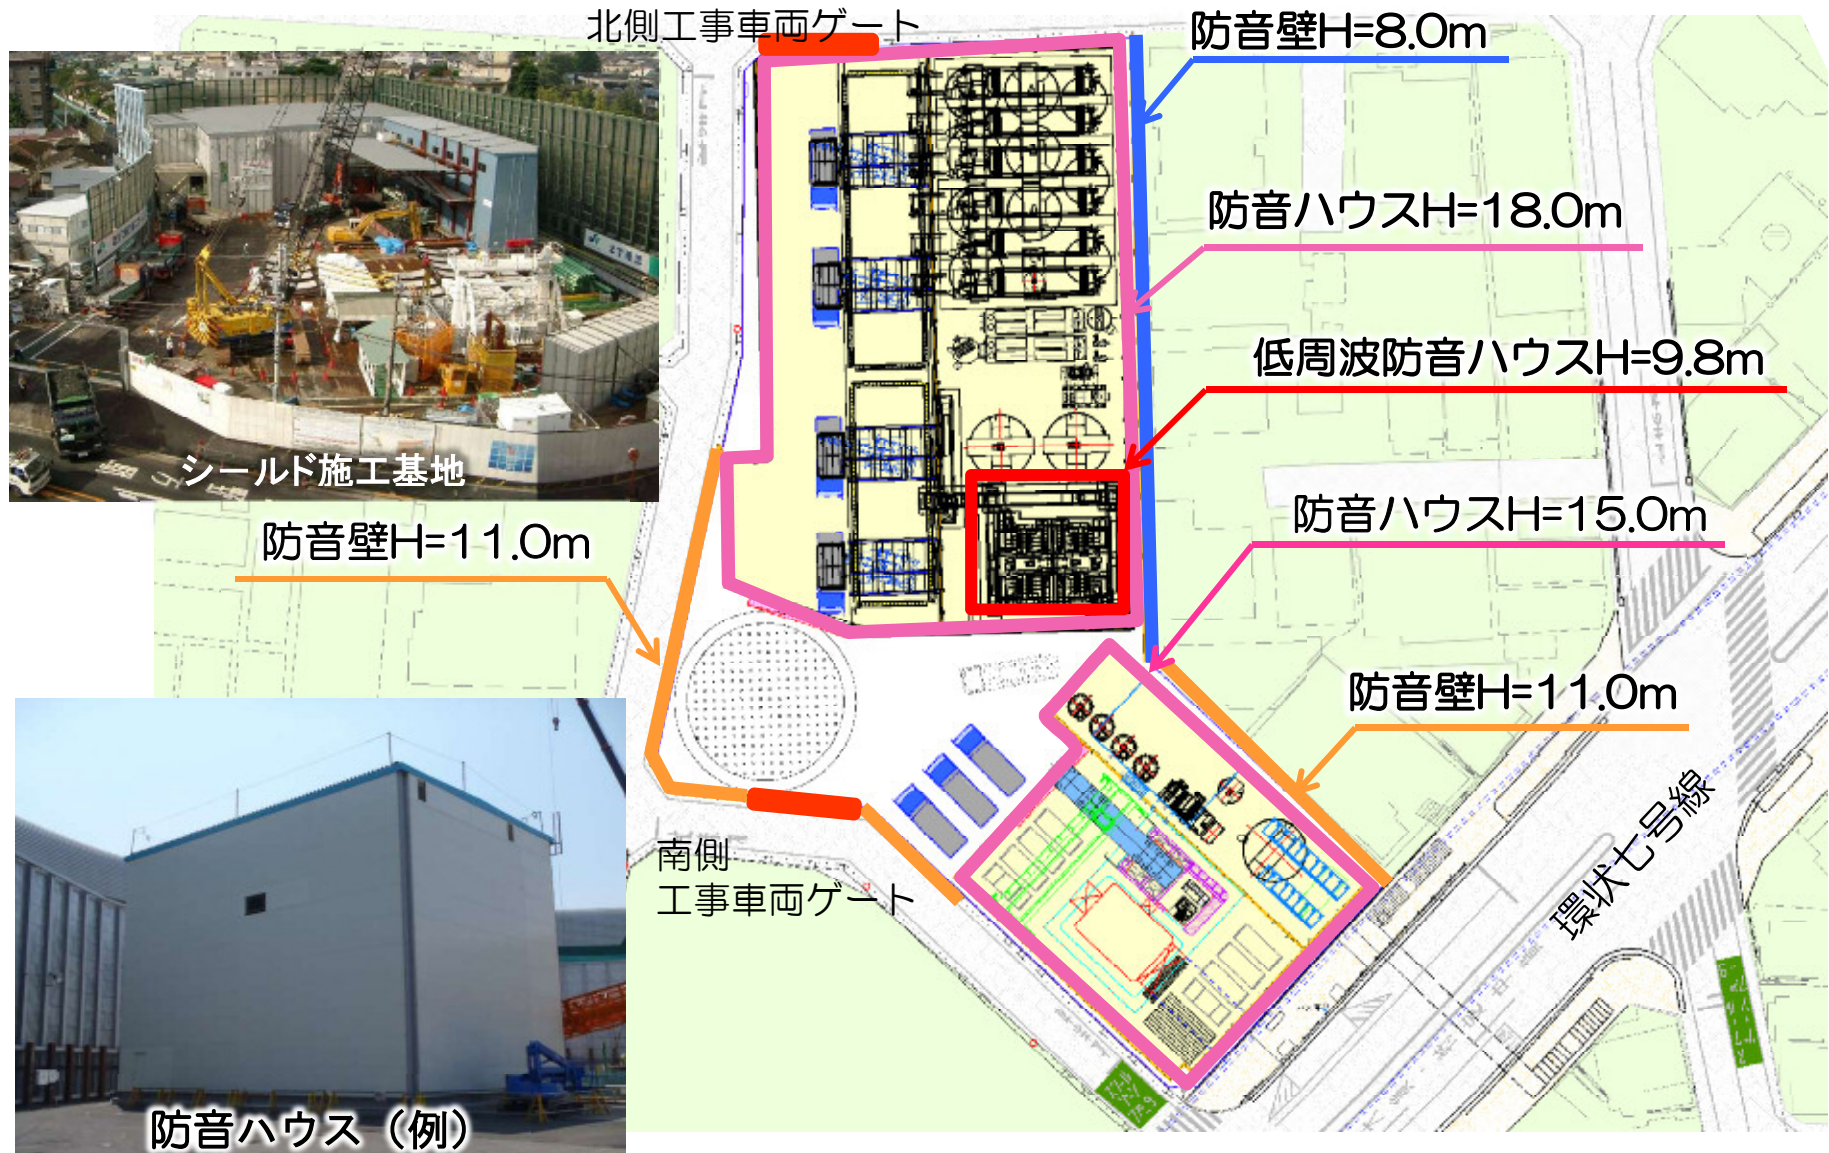 北側工事車両ゲート
防音壁H=8.0m
防音ハウスH=18.0m
低周波防音ハウスH=9.8m
シールド施工基地
防音ハウスH=15.0m
防音壁H=11.0m
防音壁H=11.0m
環状七号線
南側
工事車両ゲート
防音ハウス（例）